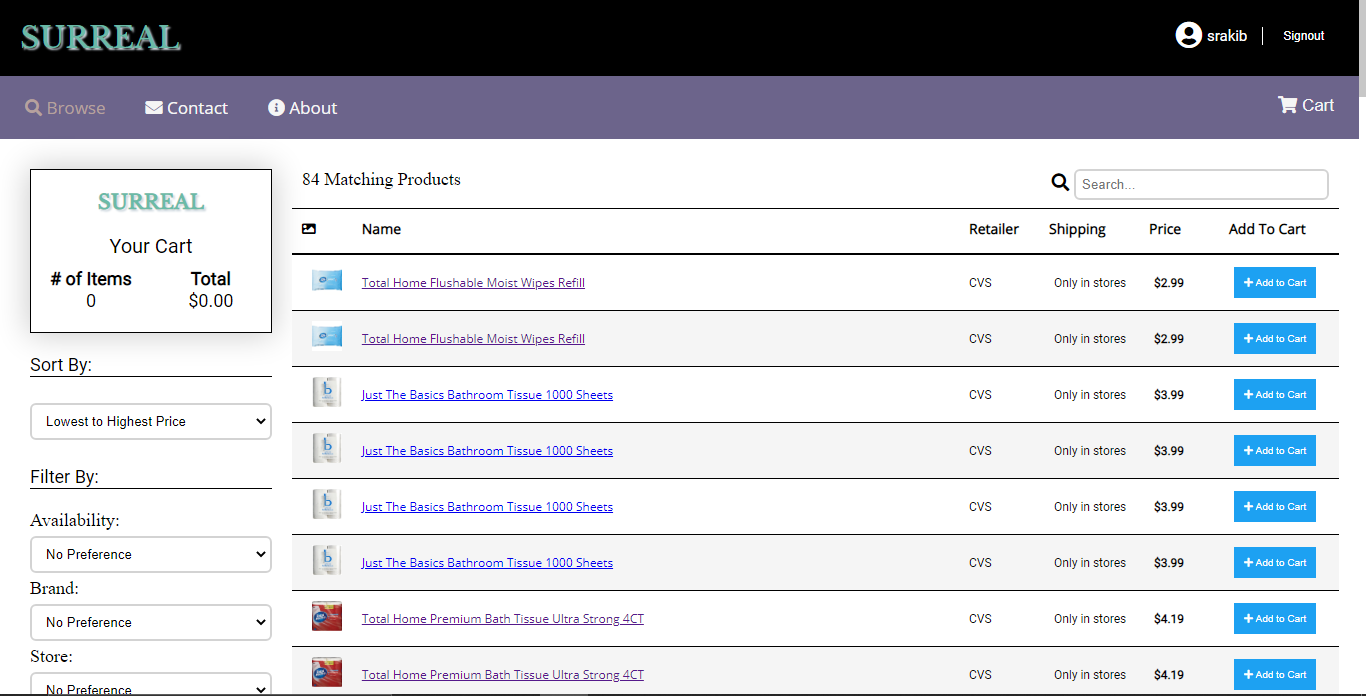 SURREAL
srakib
Signout
Browse
Contact
About
Cart
SURREAL
Your Cart
# of Items Total
0 $0.00
Sort By:
Lowest to Highest Price
Filter By:
Availability:
No Preference
Brand:
No Preference
Store:
No Preference
84 Matching Products
Search...
Name Retailer Shipping Price Add To Cart
Total Home Flushable Moist Wipes Refill CVS Only in stores $2.99 Add to Cart
Total Home Flushable Moist Wipes Refill CVS Only in stores $2.99 Add to Cart
Just The Basics Bathroom Tissue 1000 Sheets CVS Only in stores $3.99 Add to Cart
Just The Basics Bathroom Tissue 1000 Sheets CVS Only in stores $3.99 Add to Cart
Just The Basics Bathroom Tissue 1000 Sheets CVS Only in stores $3.99 Add to Cart
Just The Basics Bathroom Tissue 1000 Sheets CVS Only in stores $3.99 Add to Cart
Total Home Premium Bath Tissue Ultra Strong 4CT CVS Only in stores $4.19 Add to Cart
Total Home Premium Bath Tissue Ultra Strong 4CT CVS Only in stores $4.19 Add to Cart